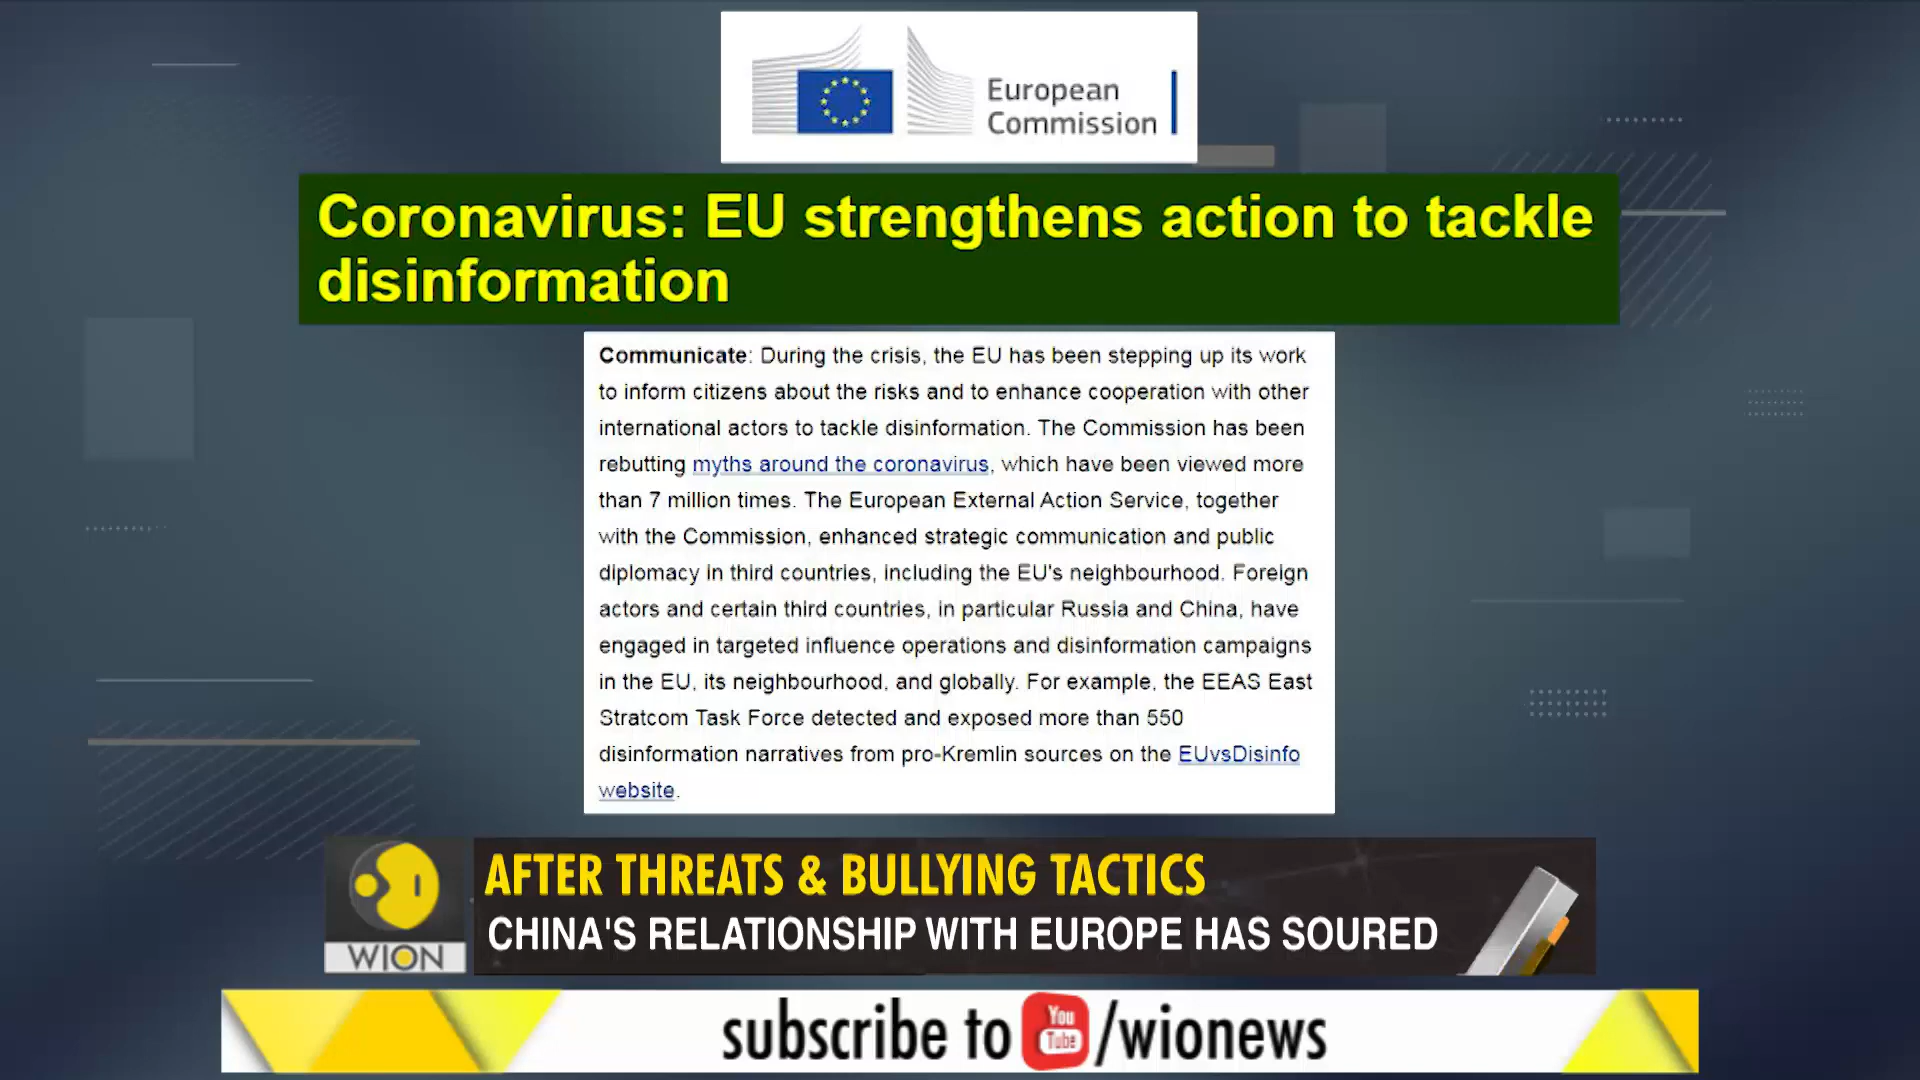 European
Commission
Coronavirus: EU strengthens action to tackle
disinformation
Communicate: During the crisis, the EU has been stepping up its work
to inform citizens about the risks and to enhance cooperation with other
international actors to tackle disinformation. The Commission has been
rebutting myths around the coronavirus, which have been viewed more
than 7 million times. The European External Action Service, together
with the Commission, enhanced strategic communication and public
diplomacy in third countries, including the EU's neighbourhood. Foreign
actors and certain third countries, in particular Russia and China, have
engaged in targeted influence operations and disinformation campaigns
in the EU, its neighbourhood, and globally. For example, the EEAS East
Stratcom Task Force detected and exposed more than 550
disinformation narratives from pro-Kremlin sources on the EUvsDisinfo
website.
AFTER THREATS & BULLYING TACTICS
CHINA'S RELATIONSHIP WITH EUROPE HAS SOURED
WION
subscribe to You Tube /wionews